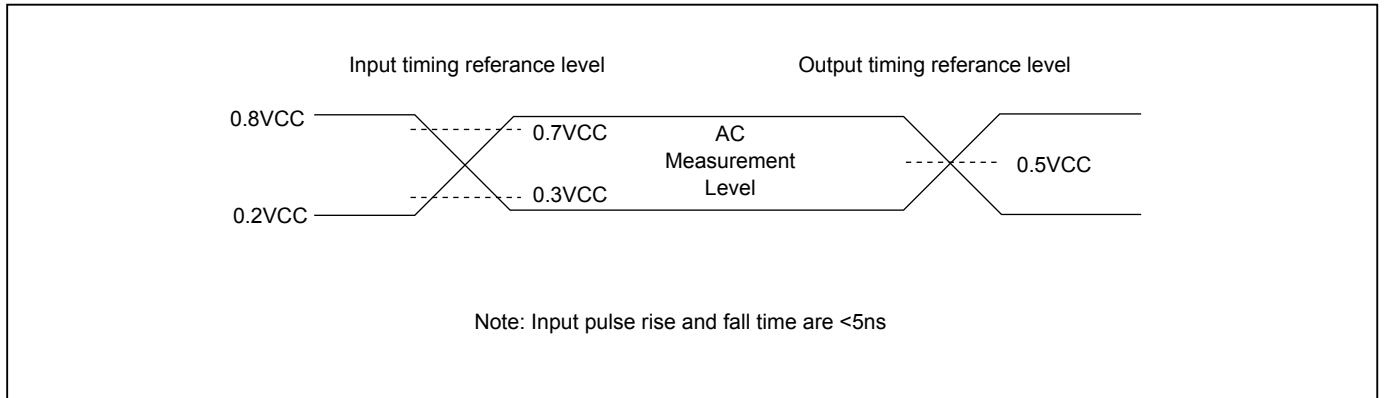 Input timing referance level
Output timing referance level
0.8VCC
0.7VCC
AC
Measurement
Level
0.5VCC
0.3VCC
0.2VCC
Note: Input pulse rise and fall time are <5ns